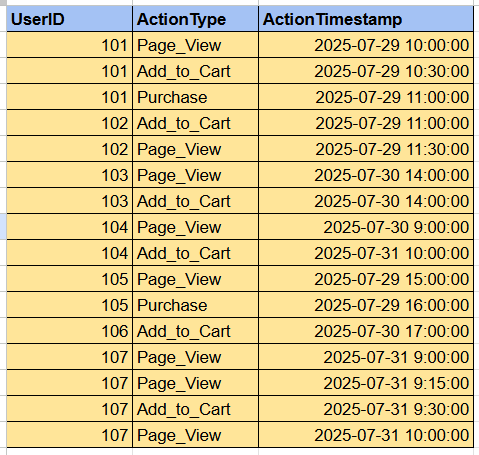 UserID ActionType ActionTimestamp
101 Page_View 2025-07-29 10:00:00
101 Add_to_Cart 2025-07-29 10:30:00
101 Purchase 2025-07-29 11:00:00
102 Add_to_Cart 2025-07-29 11:00:00
102 Page_View 2025-07-29 11:30:00
103 Page_View 2025-07-30 14:00:00
103 Add_to_Cart 2025-07-30 14:00:00
104 Page_View 2025-07-30 9:00:00
104 Add_to_Cart 2025-07-31 10:00:00
105 Page_View 2025-07-29 15:00:00
105 Purchase 2025-07-29 16:00:00
106 Add_to_Cart 2025-07-30 17:00:00
107 Page_View 2025-07-31 9:00:00
107 Page_View 2025-07-31 9:15:00
107 Add_to_Cart 2025-07-31 9:30:00
107 Page_View 2025-07-31 10:00:00